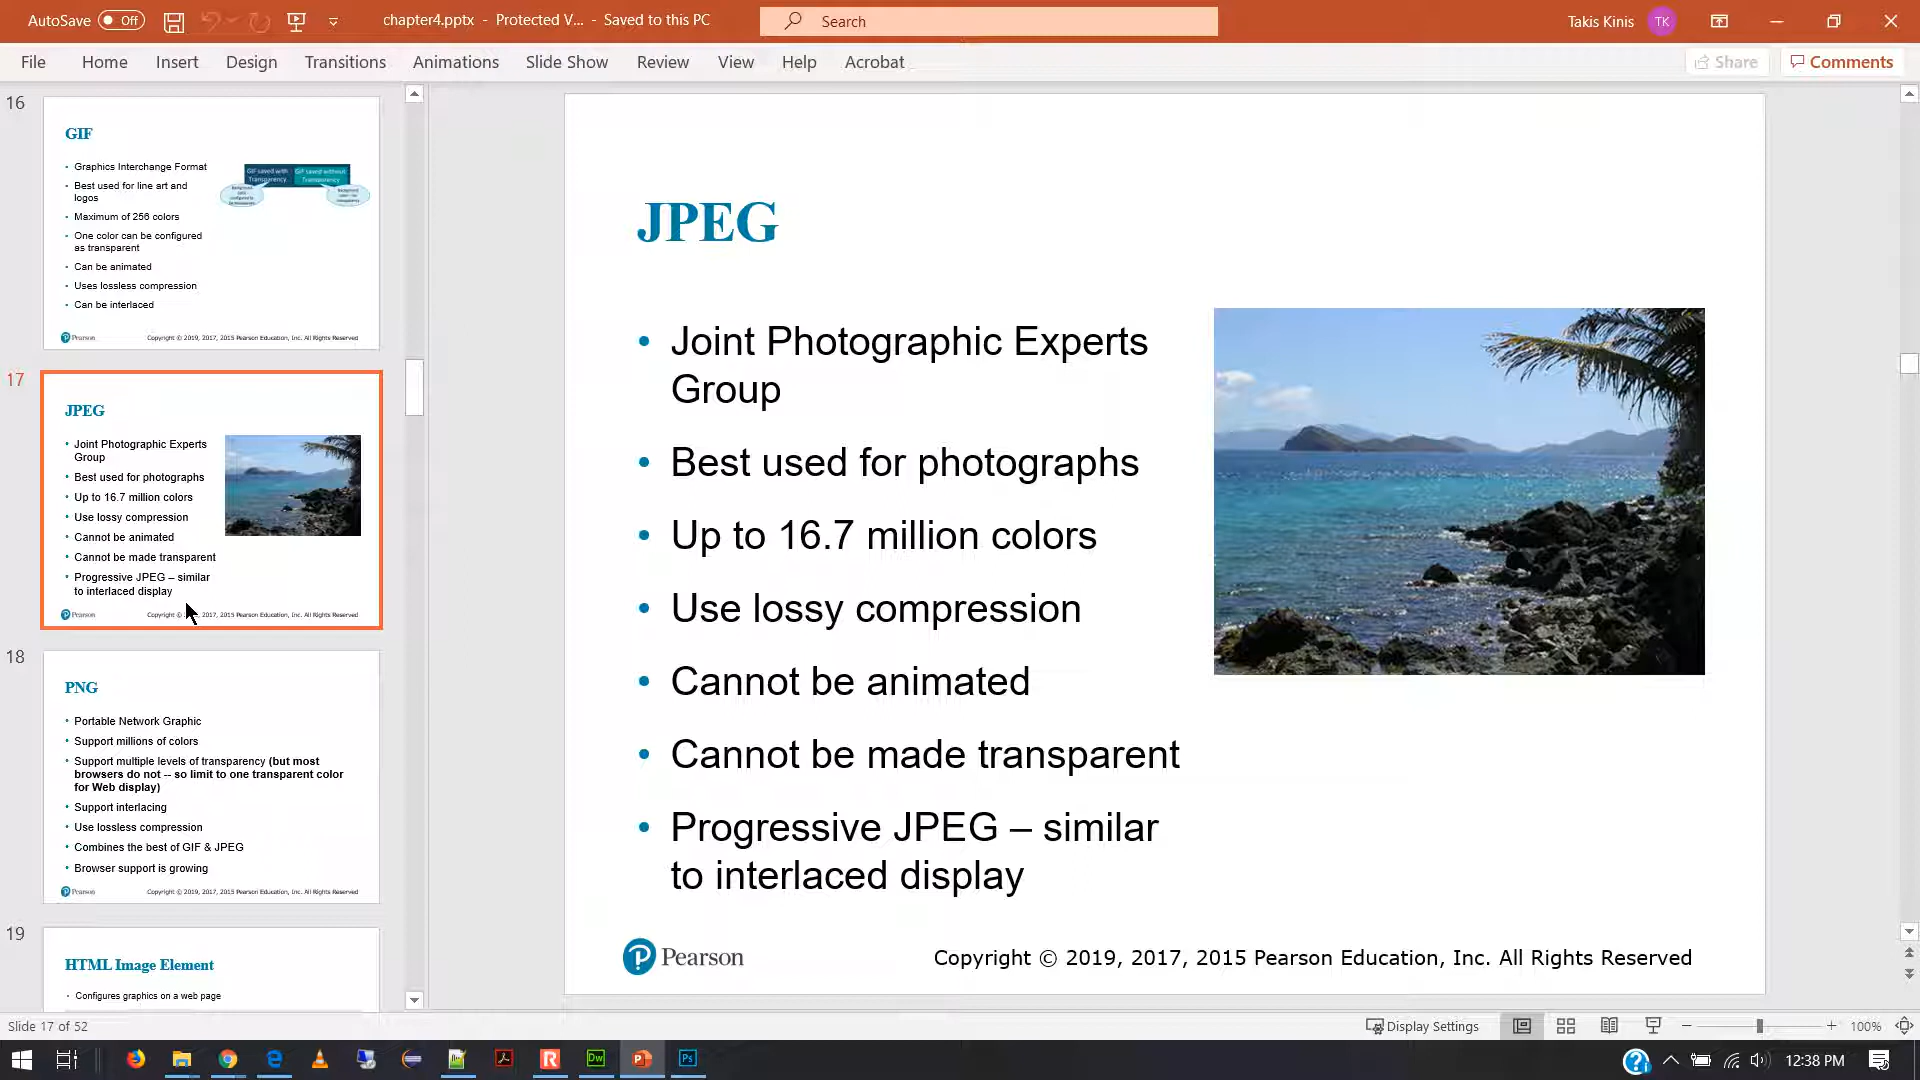 AutoSave Off
chapter4.pptx - Protected V... - Saved to this PC
Search
Takis Kinis TK
File Home Insert Design Transitions Animations Slide Show Review View Help Acrobat
Share Comments
16
GIF
• Graphics Interchange Format
• Best used for line art and
logos
• Maximum of 256 colors
• One color can be configured
as transparent
• Can be animated
• Uses lossless compression
• Can be interlaced
GIF saved with
Transparency
GIF saved without
Transparency
Pearson
Copyright © 2019, 2017, 2015 Pearson Education, Inc. All Rights Reserved
17
JPEG
• Joint Photographic Experts
Group
• Best used for photographs
• Up to 16.7 million colors
• Use lossy compression
• Cannot be animated
• Cannot be made transparent
• Progressive JPEG – similar
to interlaced display
Pearson
Copyright © 2017, 2015 Pearson Education, Inc. All Rights Reserved
18
PNG
• Portable Network Graphic
• Support millions of colors
• Support multiple levels of transparency (but most
browsers do not -- so limit to one transparent color
for Web display)
• Support interlacing
• Use lossless compression
• Combines the best of GIF & JPEG
• Browser support is growing
Pearson
Copyright © 2019, 2017, 2015 Pearson Education, Inc. All Rights Reserved
19
HTML Image Element
• Configures graphics on a web page
JPEG
• Joint Photographic Experts
Group
• Best used for photographs
• Up to 16.7 million colors
• Use lossy compression
• Cannot be animated
• Cannot be made transparent
• Progressive JPEG – similar
to interlaced display
Pearson
Copyright © 2019, 2017, 2015 Pearson Education, Inc. All Rights Reserved
Slide 17 of 52
Display Settings
100%
Dw
Ps
12:38 PM